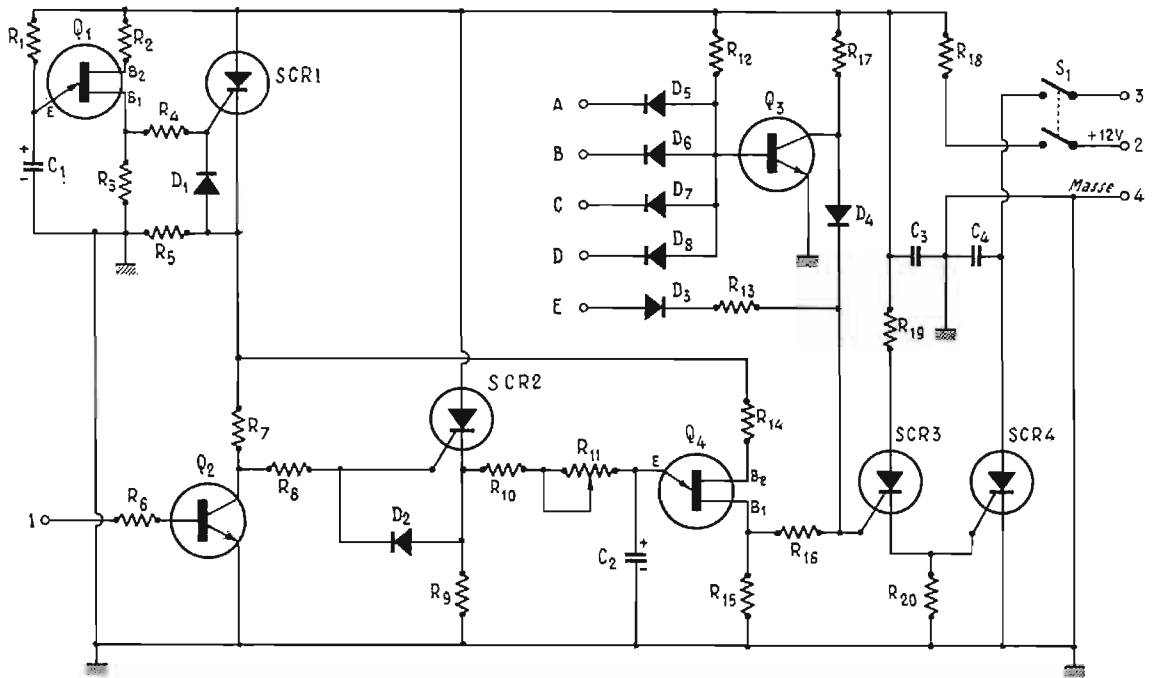 R1
Q1
R2
B2
B1
E
C1
+
-
R3
R4
D1
R5
SCR1
R12
R17
R18
S1
3
+12V
2
Masse
4
A
D5
B
D6
Q3
C
D7
D
D8
D4
E
D3
R13
C3
C4
R19
SCR2
R7
R14
SCR3
SCR4
Q2
R8
R10
R11
Q4
E
B2
B1
1
R6
D2
R9
C2
+
-
R16
R15
R20